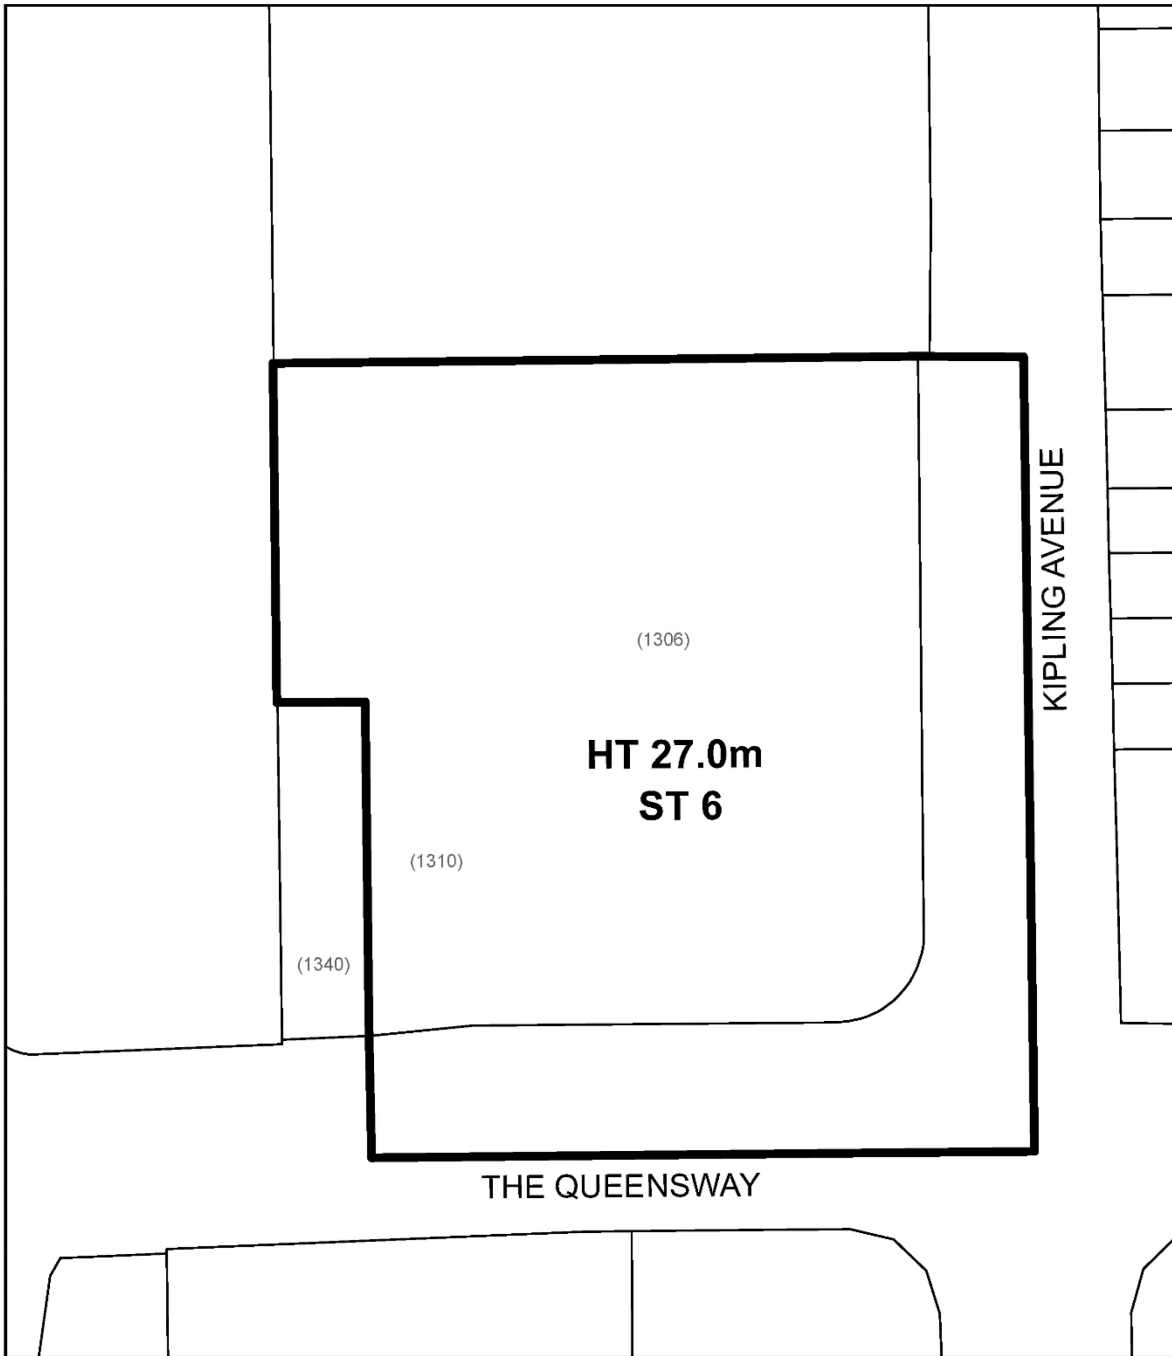 KIPLING AVENUE
(1306)
HT 27.0m
ST 6
(1310)
(1340)
THE QUEENSWAY